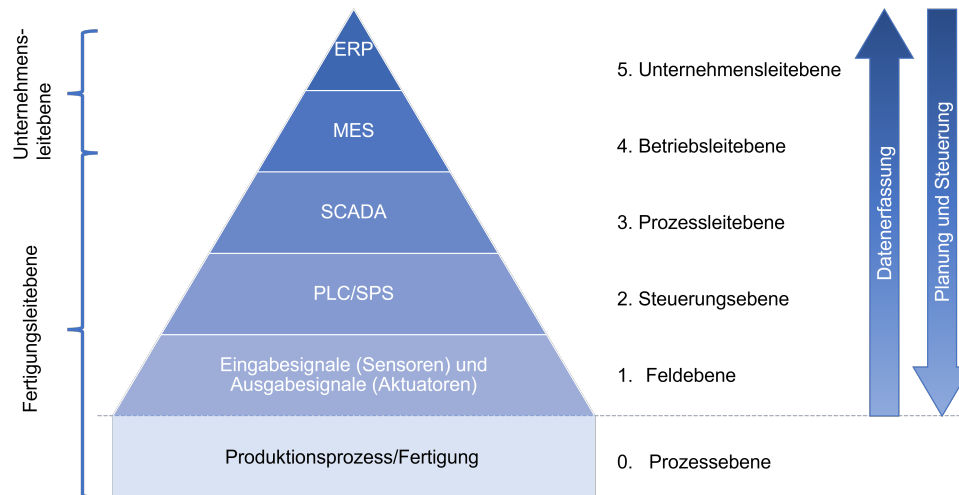 Unternehmens-
leitebene
Fertigungsleitebene
ERP
MES
SCADA
PLC/SPS
Eingabesignale (Sensoren) und
Ausgabesignale (Aktuatoren)
Produktionsprozess/Fertigung
5. Unternehmensleitebene
4. Betriebsleitebene
3. Prozessleitebene
2. Steuerungsebene
1. Feldebene
0. Prozessebene
Datenerfassung
Planung und Steuerung